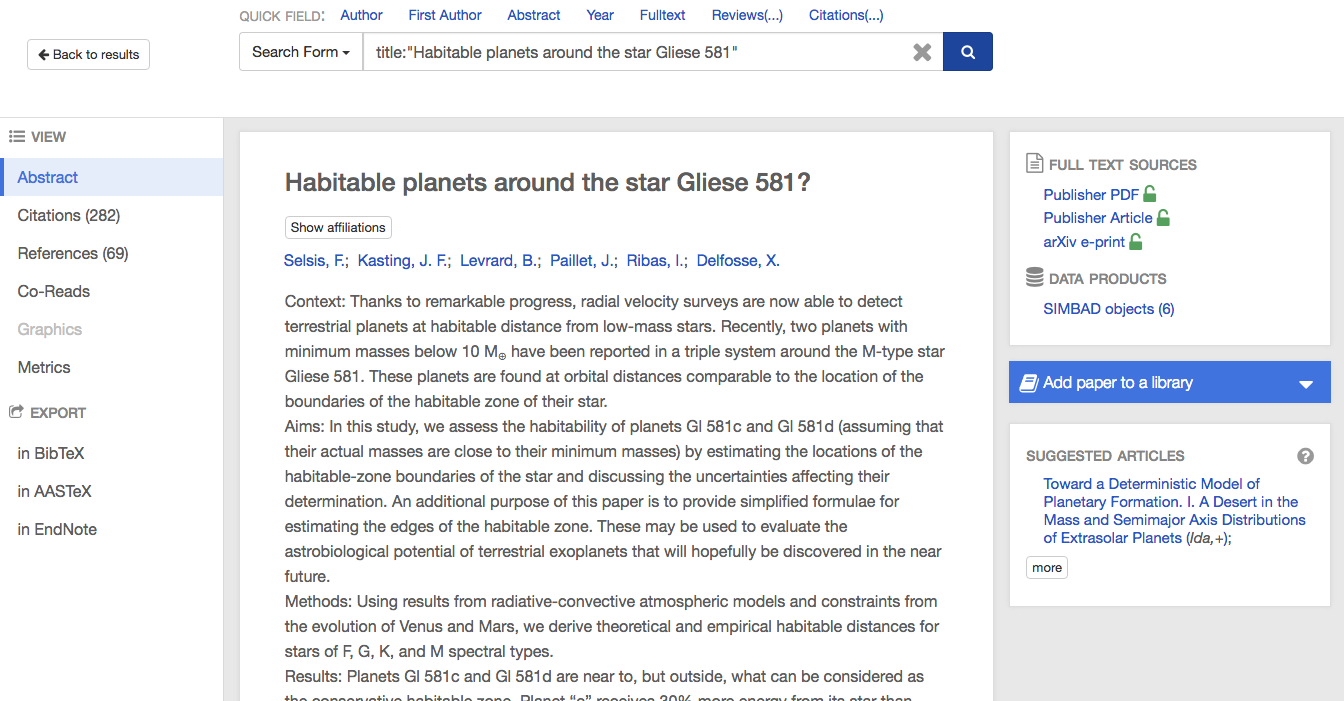 QUICK FIELD: Author First Author Abstract Year Fulltext Reviews(...) Citations(...)
Back to results
Search Form title:"Habitable planets around the star Gliese 581"
VIEW
Abstract
Citations (282)
References (69)
Co-Reads
Graphics
Metrics
EXPORT
in BibTeX
in AASTeX
in EndNote
Habitable planets around the star Gliese 581?
Show affiliations
Selsis, F.; Kasting, J. F.; Levrard, B.; Paillet, J.; Ribas, I.; Delfosse, X.
Context: Thanks to remarkable progress, radial velocity surveys are now able to detect
terrestrial planets at habitable distance from low-mass stars. Recently, two planets with
minimum masses below 10 M⊕ have been reported in a triple system around the M-type star
Gliese 581. These planets are found at orbital distances comparable to the location of the
boundaries of the habitable zone of their star.
Aims: In this study, we assess the habitability of planets Gl 581c and Gl 581d (assuming that
their actual masses are close to their minimum masses) by estimating the locations of the
habitable-zone boundaries of the star and discussing the uncertainties affecting their
determination. An additional purpose of this paper is to provide simplified formulae for
estimating the edges of the habitable zone. These may be used to evaluate the
astrobiological potential of terrestrial exoplanets that will hopefully be discovered in the near
future.
Methods: Using results from radiative-convective atmospheric models and constraints from
the evolution of Venus and Mars, we derive theoretical and empirical habitable distances for
stars of F, G, K, and M spectral types.
Results: Planets Gl 581c and Gl 581d are near to, but outside, what can be considered as
the conservative habitable zone. Planet "c" receives 30% more energy from its star than
FULL TEXT SOURCES
Publisher PDF
Publisher Article
arXiv e-print
DATA PRODUCTS
SIMBAD objects (6)
Add paper to a library
SUGGESTED ARTICLES ?
Toward a Deterministic Model of
Planetary Formation. I. A Desert in the
Mass and Semimajor Axis Distributions
of Extrasolar Planets (Ida,+);
more